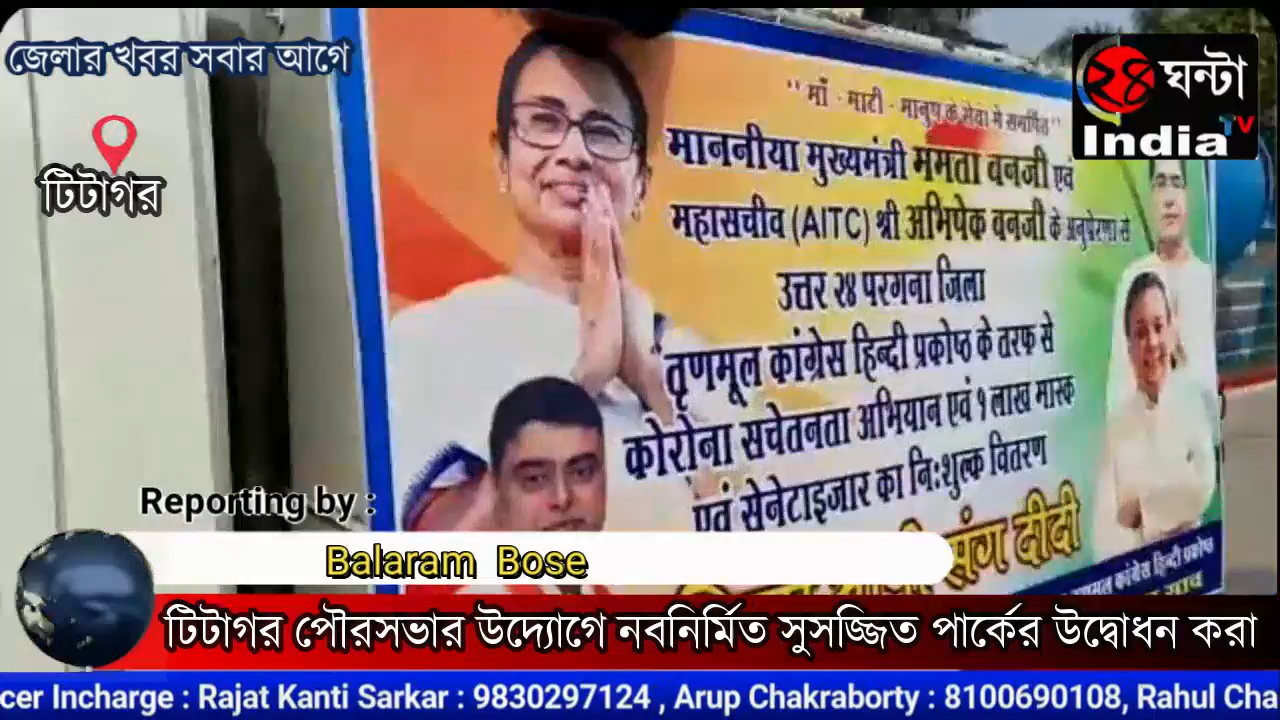 জেলার খবর সবার আগে
২৪ ঘন্টা
India TV
টিটাগর
" माँ - माटी - मानुष के सेवा मे समर्पित "
माननीया मुख्यमंत्री ममता बनर्जी एवं
महासचीव (AITC) श्री अभिषेक बनर्जी के अनुप्रेरणा से
उत्तर २४ परगना जिला
तृणमूल कांग्रेस हिन्दी प्रकोष्ठ के तरफ से
कोरोना सचेतनता अभियान एवं १ लाख मास्क
एवं सेनेटाइजार का नि:शुल्क वितरण
संग दीदी
कांग्रेस हिन्दी प्रकोष्ठ
Reporting by :
Balaram Bose
টিটাগর পৌরসভার উদ্যোগে নবনির্মিত সুসজ্জিত পার্কের উদ্বোধন করা
cer Incharge : Rajat Kanti Sarkar : 9830297124 , Arup Chakraborty : 8100690108, Rahul Cha